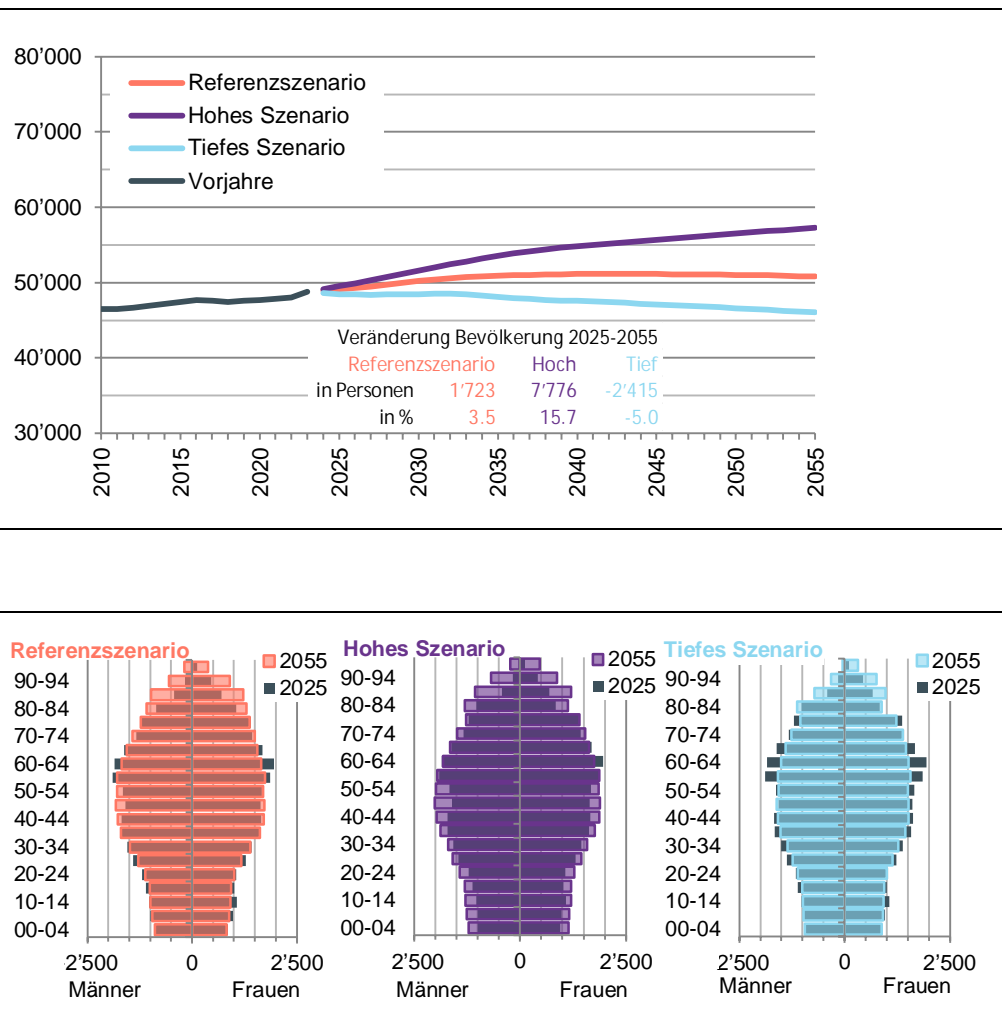 80’000
70’000
60’000
50’000
40’000
30’000
Referenzszenario
Hohes Szenario
Tiefes Szenario
Vorjahre
Veränderung Bevölkerung 2025-2055
Referenzszenario Hoch Tief
in Personen 1’723 7’776 -2’415
in % 3.5 15.7 -5.0
2010 2015 2020 2025 2030 2035 2040 2045 2050 2055
Referenzszenario
2055
2025
90-94
80-84
70-74
60-64
50-54
40-44
30-34
20-24
10-14
00-04
2’500 0 2’500
Männer Frauen
Hohes Szenario
2055
2025
90-94
80-84
70-74
60-64
50-54
40-44
30-34
20-24
10-14
00-04
2’500 0 2’500
Männer Frauen
Tiefes Szenario
2055
2025
90-94
80-84
70-74
60-64
50-54
40-44
30-34
20-24
10-14
00-04
2’500 0 2’500
Männer Frauen